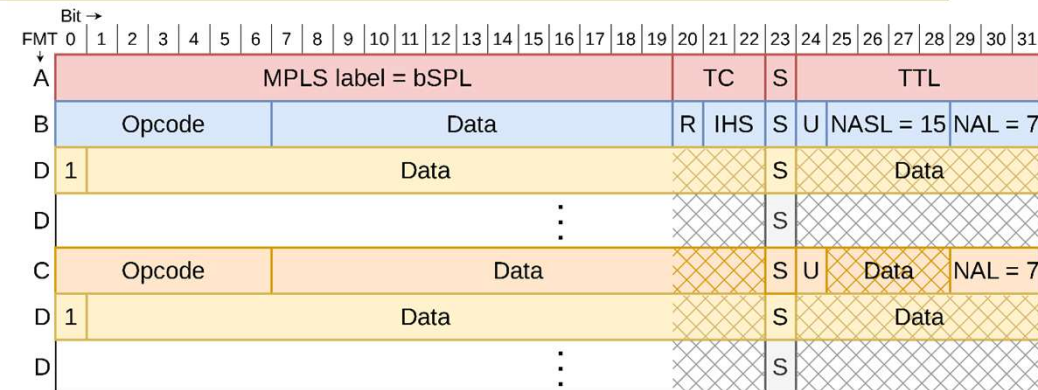 Bit →
FMT 0 1 2 3 4 5 6 7 8 9 10 11 12 13 14 15 16 17 18 19 20 21 22 23 24 25 26 27 28 29 30 31
A MPLS label = bSPL TC S TTL
B Opcode Data R IHS S U NASL = 15 NAL = 7
D 1 Data S Data
D ⋮ S
C Opcode Data S U Data NAL = 7
D 1 Data S Data
D ⋮ S